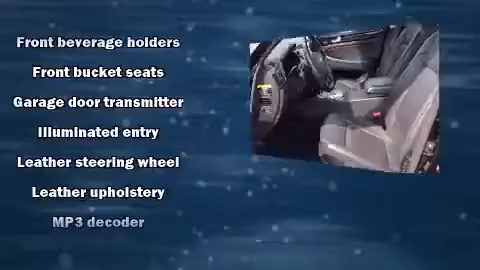 Front beverage holders
Front bucket seats
Garage door transmitter
Illuminated entry
Leather steering wheel
Leather upholstery
MP3 decoder